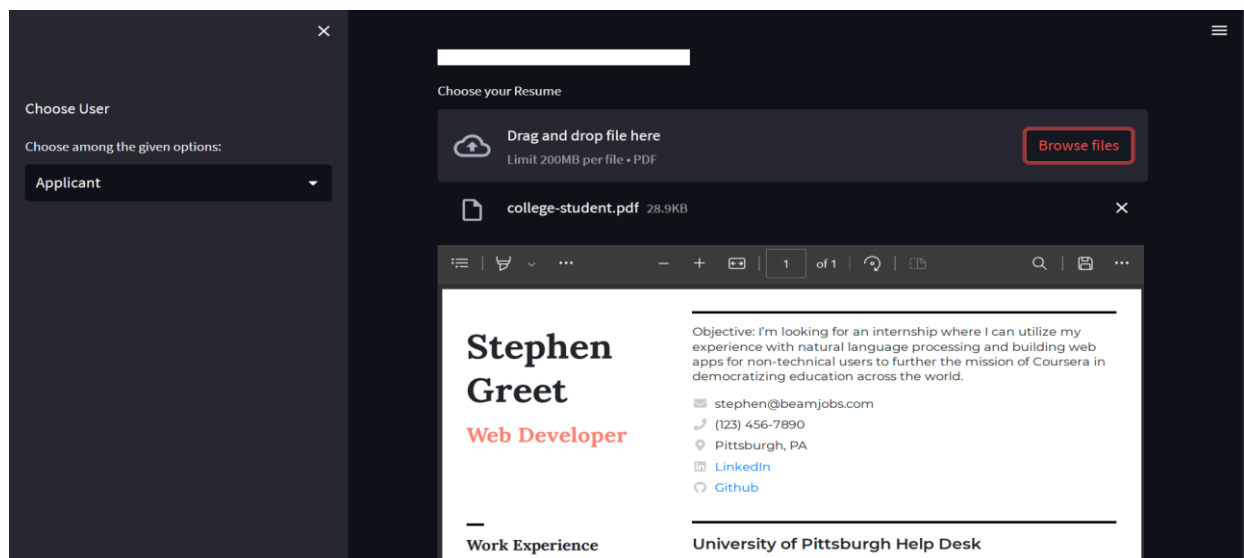 Choose User
Choose among the given options:
Applicant
Choose your Resume
Drag and drop file here
Limit 200MB per file • PDF
Browse files
college-student.pdf 28.9KB
1 of 1
Stephen
Greet
Web Developer
Objective: I'm looking for an internship where I can utilize my
experience with natural language processing and building web
apps for non-technical users to further the mission of Coursera in
democratizing education across the world.
stephen@beamjobs.com
(123) 456-7890
Pittsburgh, PA
LinkedIn
Github
Work Experience
University of Pittsburgh Help Desk